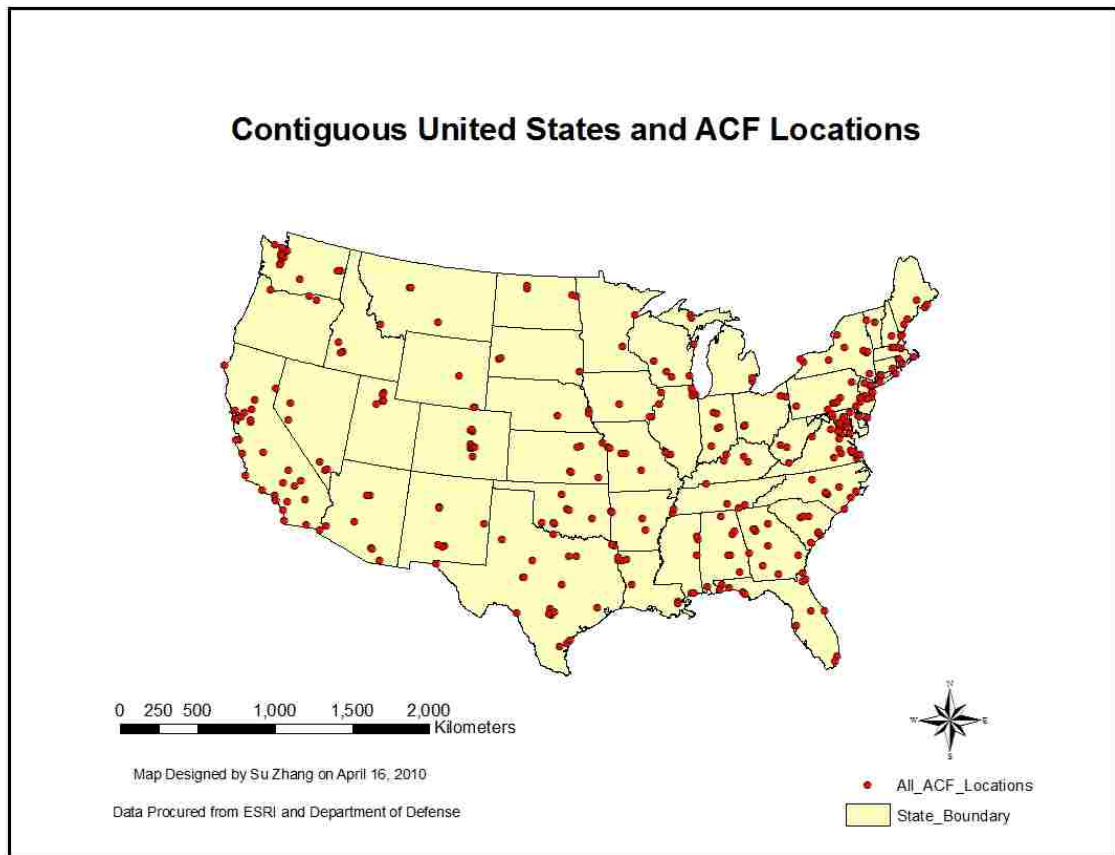 Contiguous United States and ACF Locations
0 250 500 1,000 1,500 2,000
Kilometers
Map Designed by Su Zhang on April 16, 2010
Data Procured from ESRI and Department of Defense
N
W E
S
All_ACF_Locations
State_Boundary